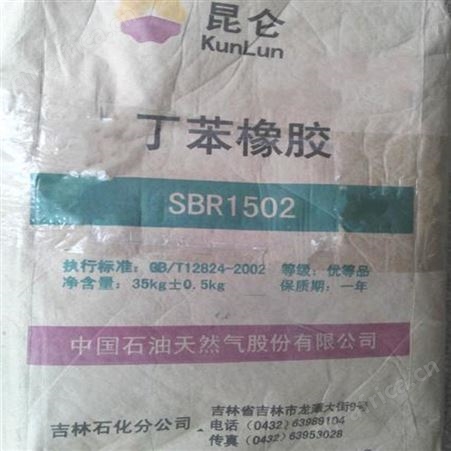 昆仑
KunLun
丁苯橡胶
SBR1502
执行标准：GB/T12824-2002 等级：优等品
净含量：35kg±0.5kg 保质期：一年
中国石油天然气股份有限公司
吉林省吉林市龙潭大街9号
吉林石化分公司 电话 (0432) 63989104
传真 (0432) 63953028